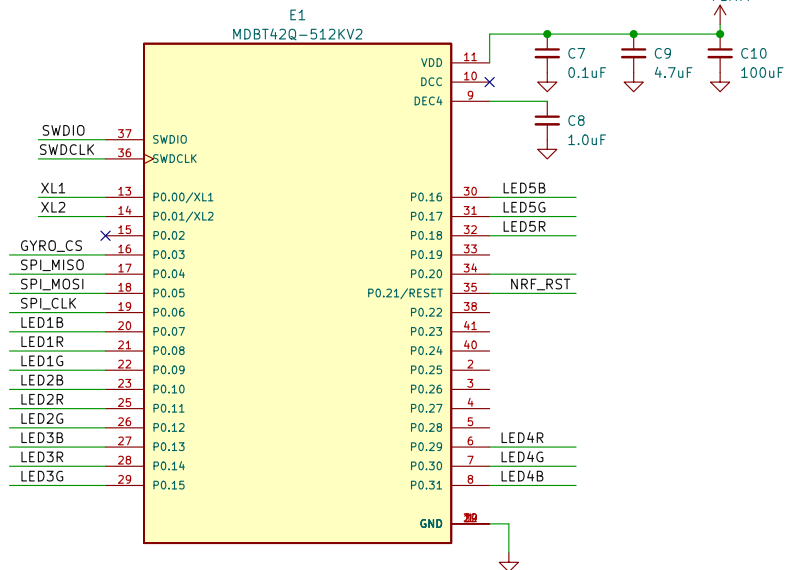 E1
MDBT42Q-512KV2
VDD 11
DCC 10
DEC4 9
C7
0.1uF
C9
4.7uF
C10
100uF
C8
1.0uF
SWDIO 37 SWDIO
SWDCLK 36 SWDCLK
XL1 13 P0.00/XL1
XL2 14 P0.01/XL2
15 P0.02
GYRO_CS 16 P0.03
SPI_MISO 17 P0.04
SPI_MOSI 18 P0.05
SPI_CLK 19 P0.06
LED1B 20 P0.07
LED1R 21 P0.08
LED1G 22 P0.09
LED2B 23 P0.10
LED2R 25 P0.11
LED2G 26 P0.12
LED3B 27 P0.13
LED3R 28 P0.14
LED3G 29 P0.15
P0.16 30 LED5B
P0.17 31 LED5G
P0.18 32 LED5R
P0.19 33
P0.20 34
P0.21/RESET 35 NRF_RST
P0.22 38
P0.23 41
P0.24 40
P0.25 2
P0.26 3
P0.27 4
P0.28 5
P0.29 6 LED4R
P0.30 7 LED4G
P0.31 8 LED4B
GND